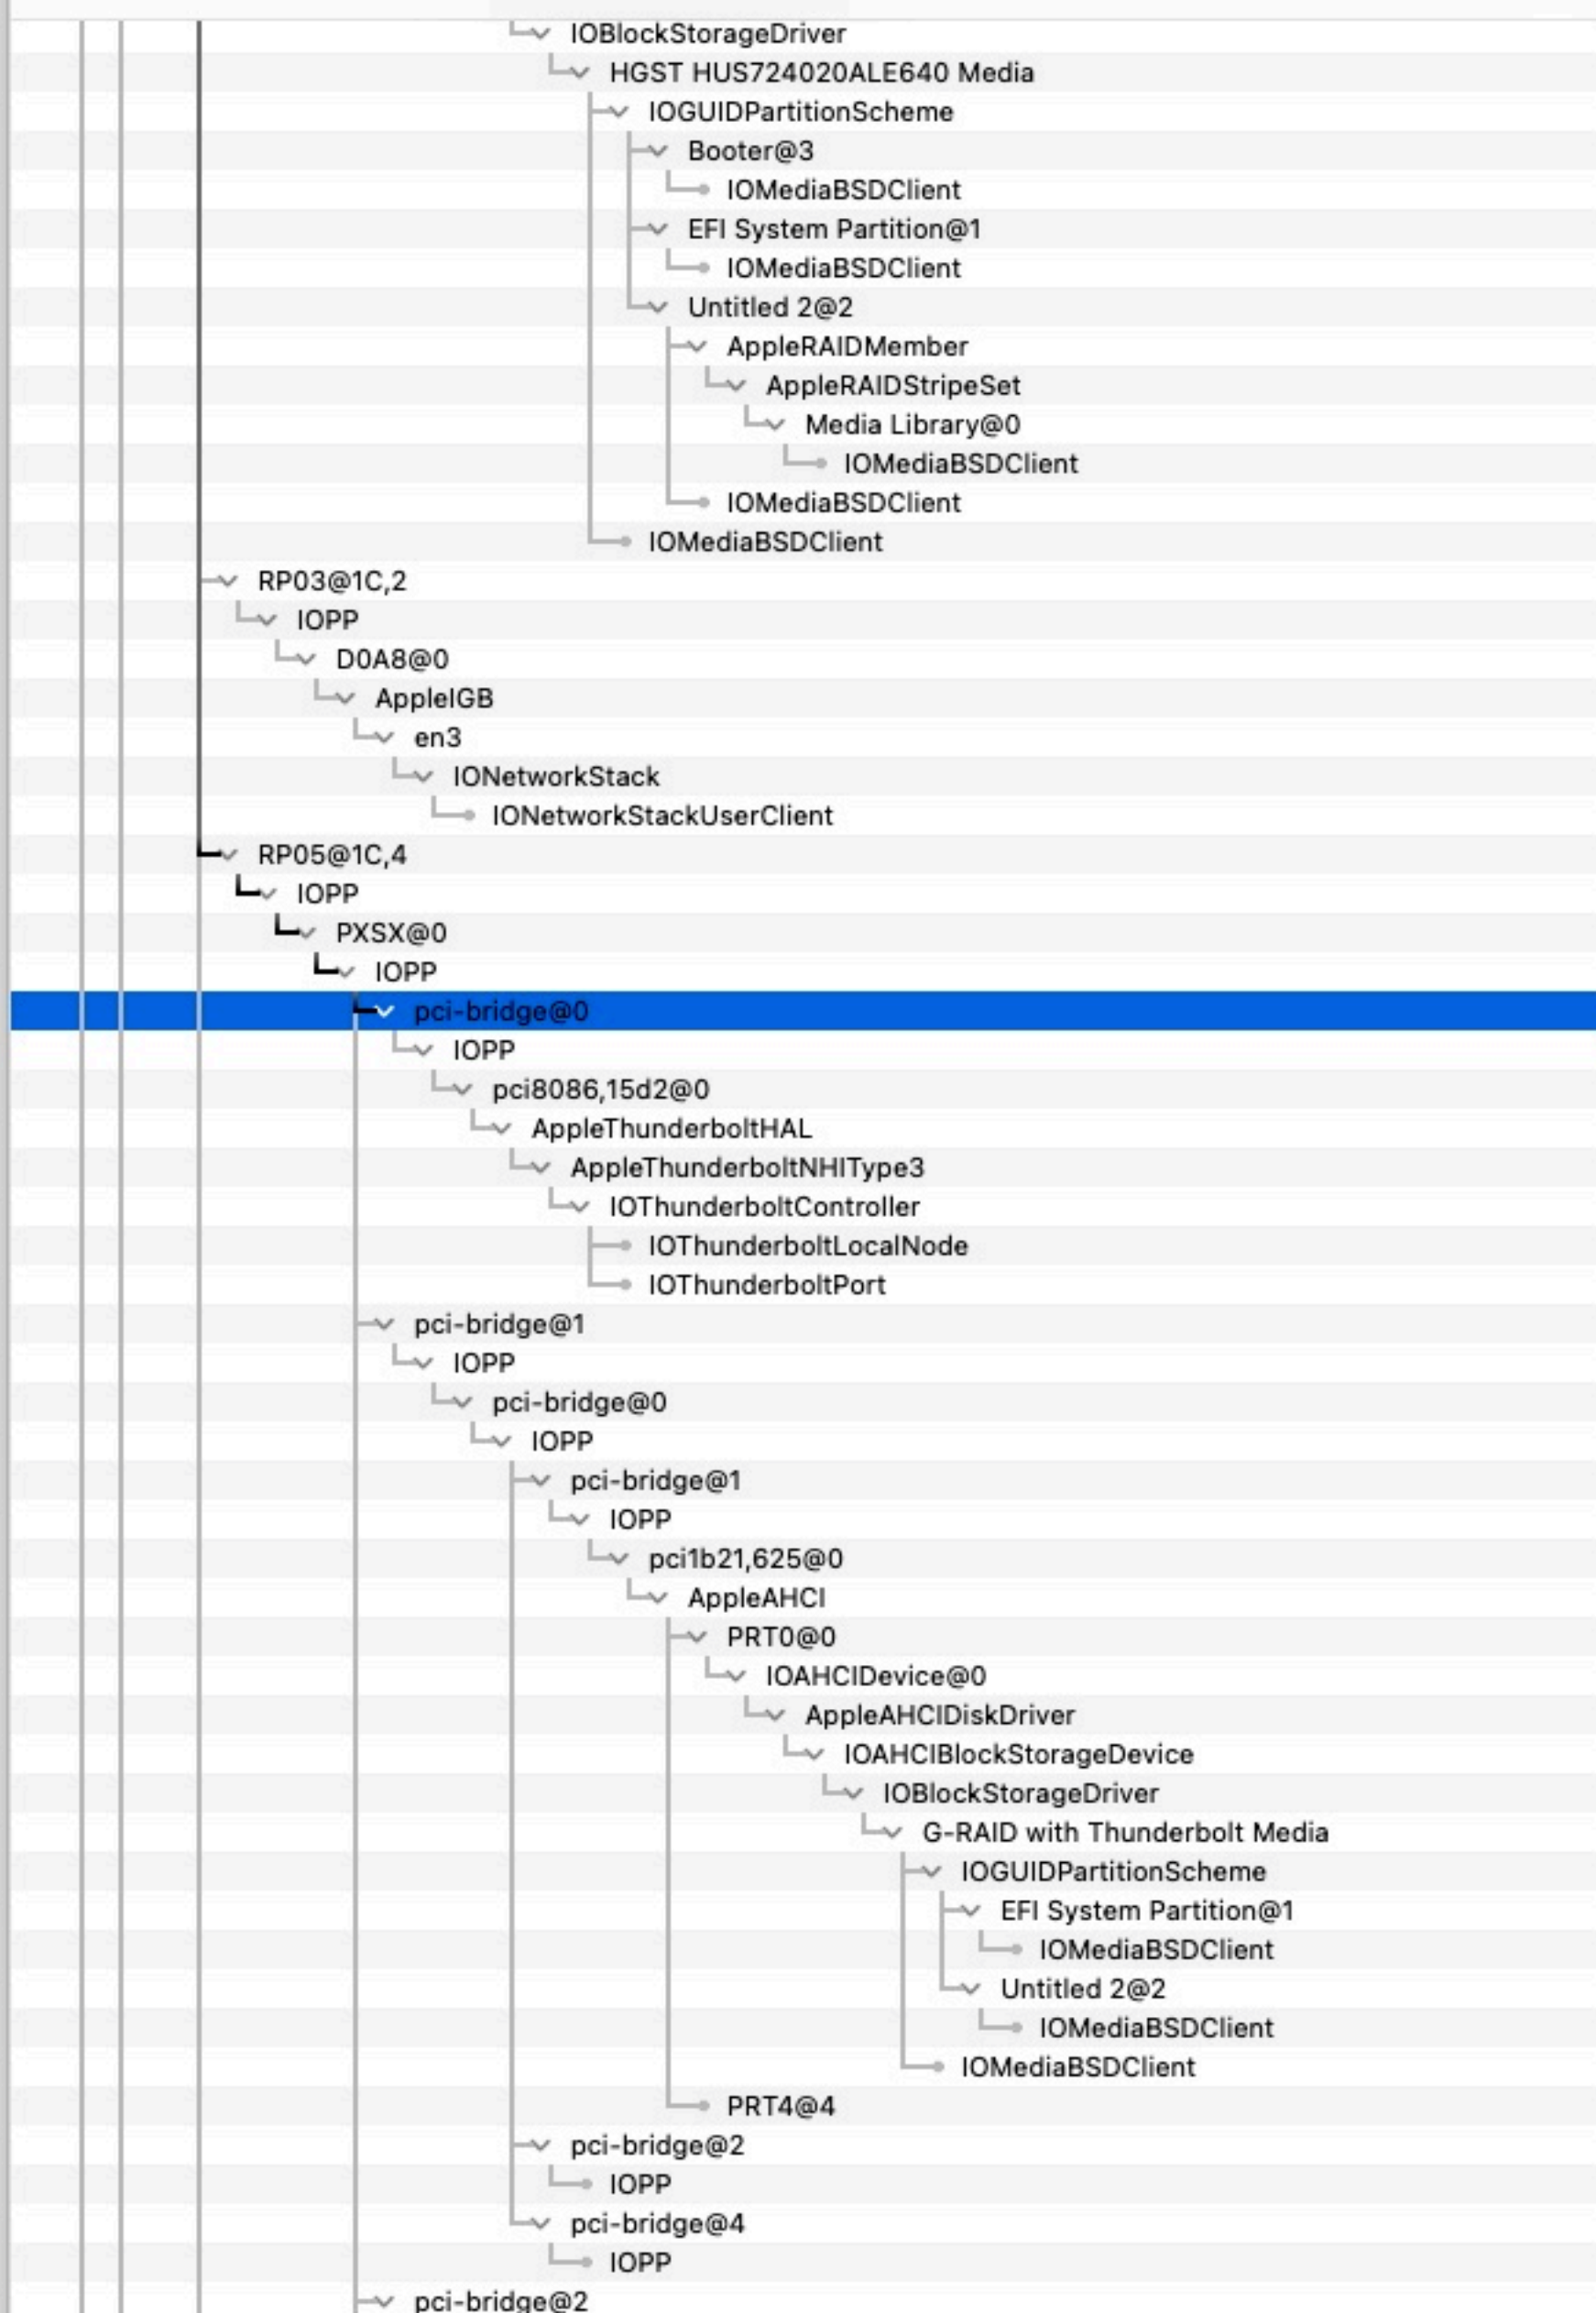 IOBlockStorageDriver
HGST HUS724020ALE640 Media
IOGUIDPartitionScheme
Booter@3
IOMediaBSDClient
EFI System Partition@1
IOMediaBSDClient
Untitled 2@2
AppleRAIDMember
AppleRAIDStripeSet
Media Library@0
IOMediaBSDClient
IOMediaBSDClient
IOMediaBSDClient
RP03@1C,2
IOPP
D0A8@0
AppleIGB
en3
IONetworkStack
IONetworkStackUserClient
RP05@1C,4
IOPP
PXSX@0
IOPP
pci-bridge@0
IOPP
pci8086,15d2@0
AppleThunderboltHAL
AppleThunderboltNHIType3
IOThunderboltController
IOThunderboltLocalNode
IOThunderboltPort
pci-bridge@1
IOPP
pci-bridge@0
IOPP
pci-bridge@1
IOPP
pci1b21,625@0
AppleAHCI
PRT0@0
IOAHCIDevice@0
AppleAHCIDiskDriver
IOAHCIBlockStorageDevice
IOBlockStorageDriver
G-RAID with Thunderbolt Media
IOGUIDPartitionScheme
EFI System Partition@1
IOMediaBSDClient
Untitled 2@2
IOMediaBSDClient
IOMediaBSDClient
PRT4@4
pci-bridge@2
IOPP
pci-bridge@4
IOPP
pci-bridge@2